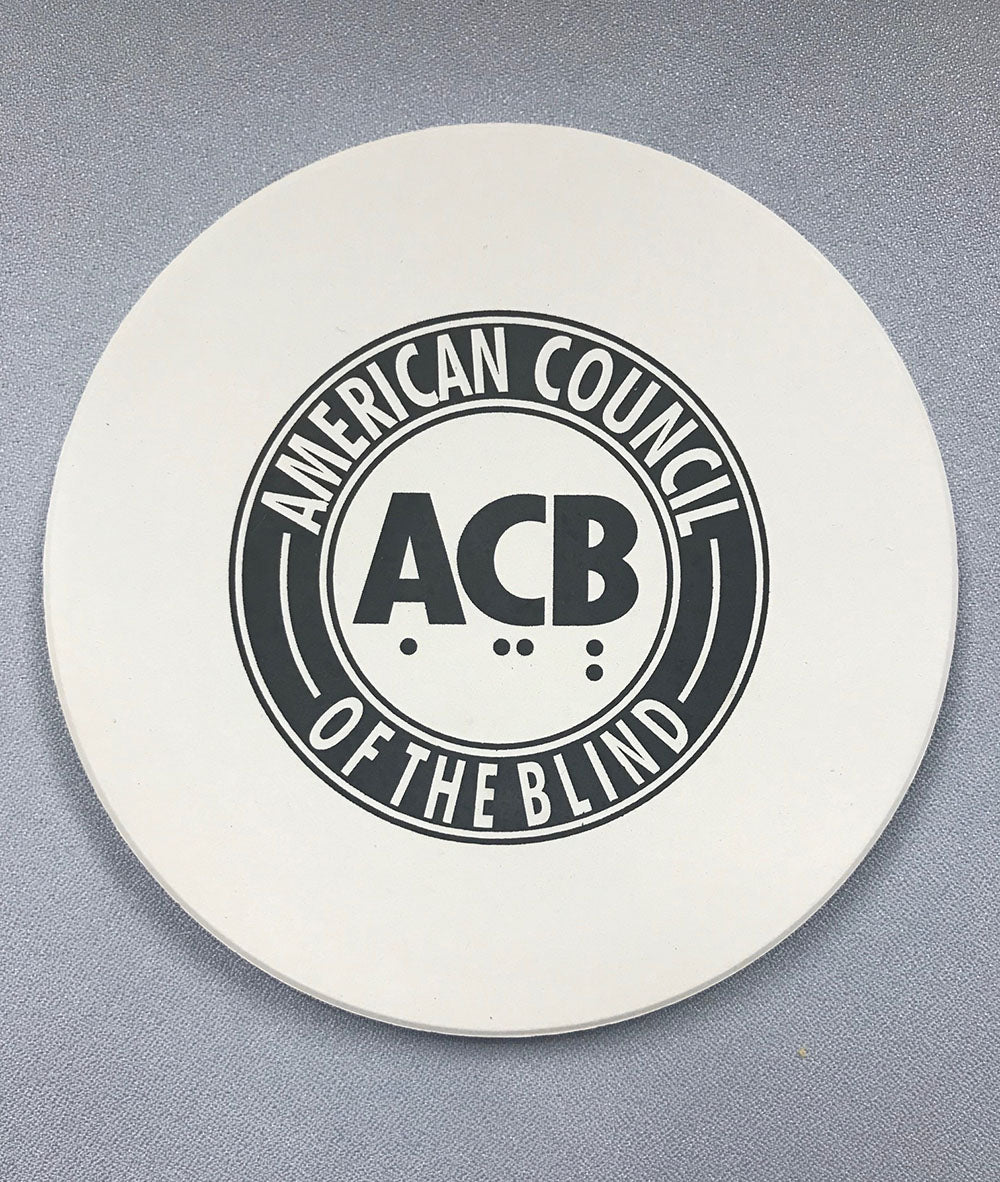 AMERICAN COUNCIL
ACB
⠁⠉⠃
OF THE BLIND